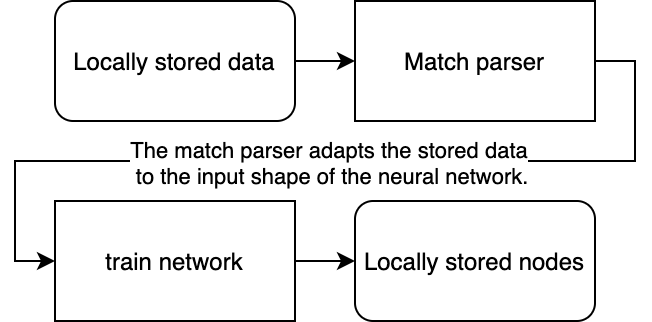 Locally stored data
Match parser
The match parser adapts the stored data
to the input shape of the neural network.
train network
Locally stored nodes